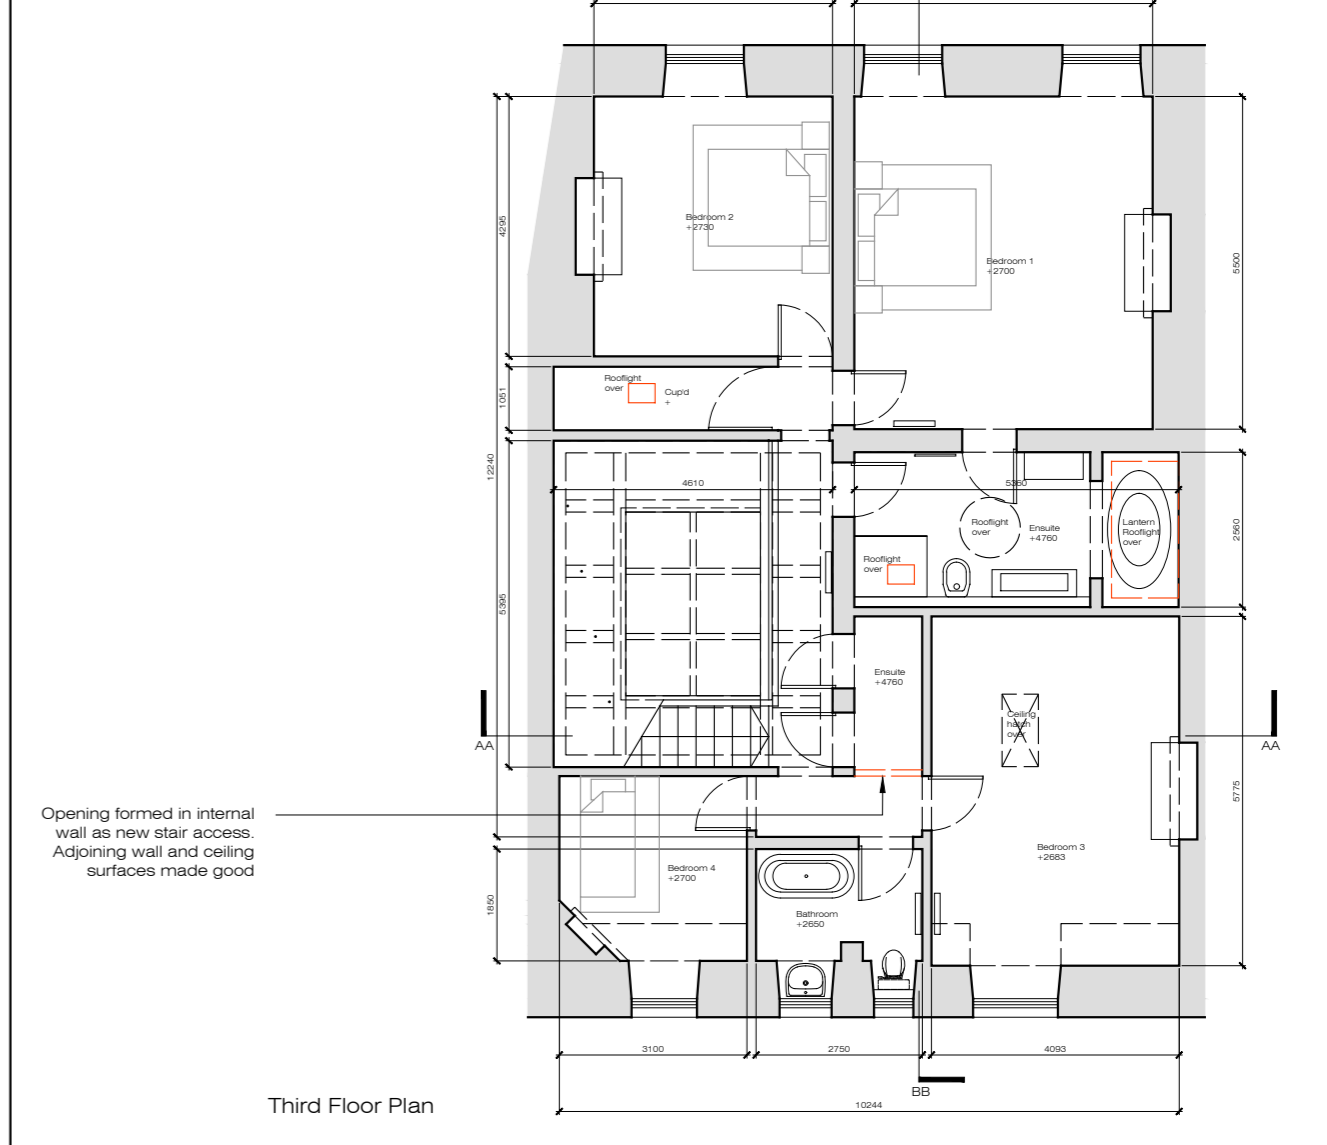 Bedroom 2
+2730
Bedroom 1
+2700
4295
5500
Rooflight
over
Cup'd
+
1051
12240
4610
5360
Rooflight
over
Ensuite
+4760
Lantern
Rooflight
over
2560
Rooflight
over
5395
Ensuite
+4760
Ceiling
hatch
over
AA
AA
5775
Opening formed in internal
wall as new stair access.
Adjoining wall and ceiling
surfaces made good
Bedroom 3
+2683
Bedroom 4
+2700
1850
Bathroom
+2650
3100
2750
4093
BB
10244
Third Floor Plan